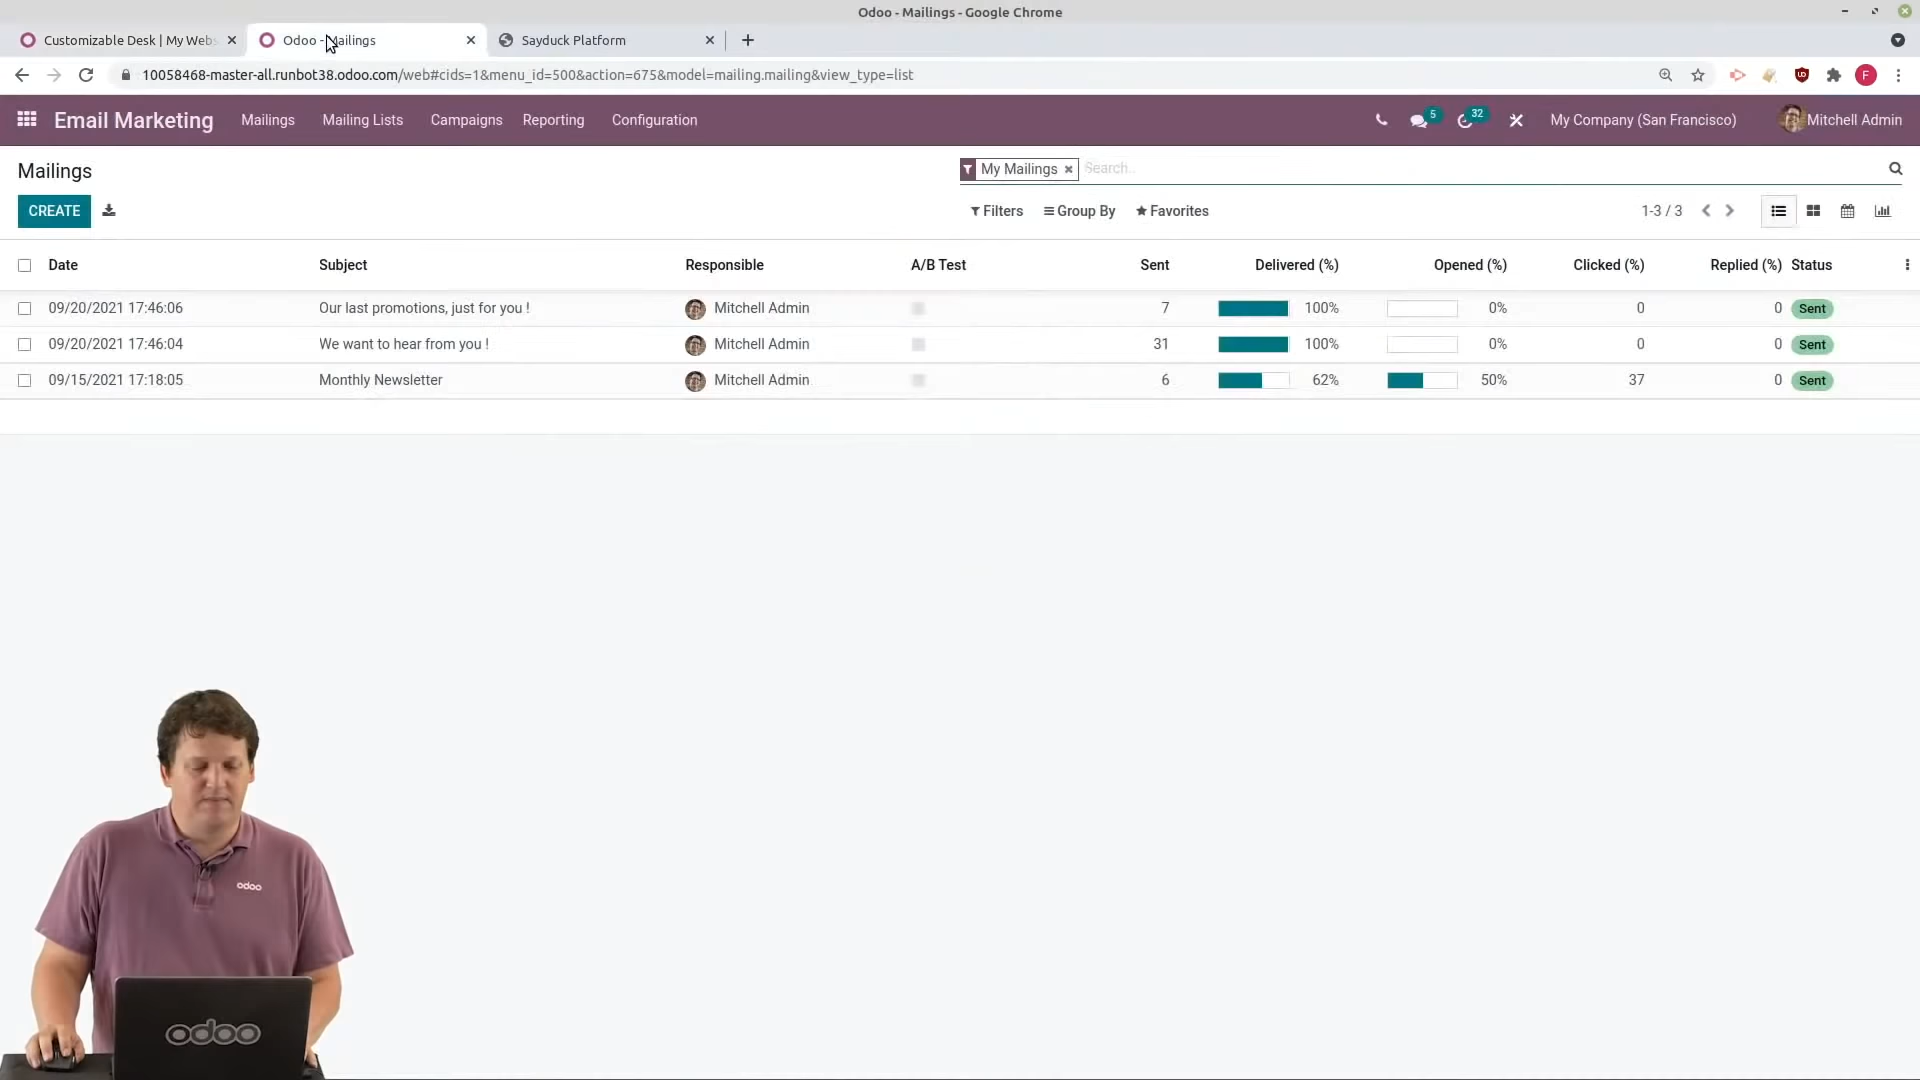 Odoo - Mailings - Google Chrome
Customizable Desk | My Webs
Odoo - Mailings
Sayduck Platform
10058468-master-all.runbot38.odoo.com/web#cids=1&menu_id=500&action=675&model=mailing.mailing&view_type=list
F
Email Marketing Mailings Mailing Lists Campaigns Reporting Configuration 5 32 My Company (San Francisco) Mitchell Admin
Mailings My Mailings Search...
CREATE Filters Group By Favorites 1-3 / 3
Date Subject Responsible A/B Test Sent Delivered (%) Opened (%) Clicked (%) Replied (%) Status
09/20/2021 17:46:06 Our last promotions, just for you ! Mitchell Admin 7 100% 0% 0 0 Sent
09/20/2021 17:46:04 We want to hear from you ! Mitchell Admin 31 100% 0% 0 0 Sent
09/15/2021 17:18:05 Monthly Newsletter Mitchell Admin 6 62% 50% 37 0 Sent
odoo
odoo